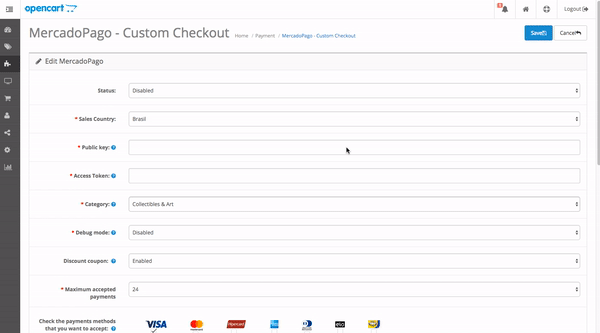 opencart
Logout
MercadoPago - Custom Checkout
Home / Payment / MercadoPago - Custom Checkout
Save
Cancel
Edit MercadoPago
Status:
Disabled
* Sales Country:
Brasil
* Public key:
* Access Token:
* Category:
Collectibles & Art
* Debug mode:
Disabled
Discount coupon:
Enabled
* Maximum accepted
payments
24
Check the payments methods
that you want to accept:
VISA
elo